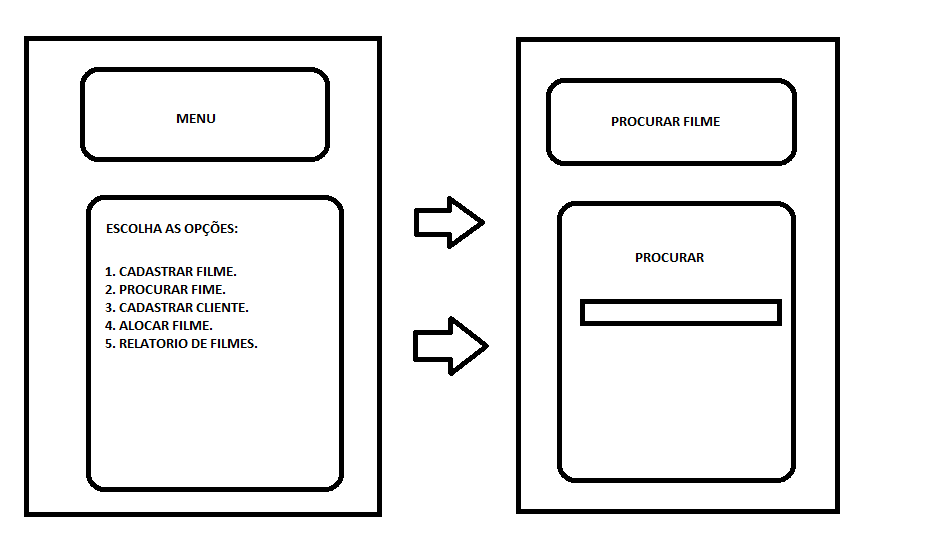 MENU
ESCOLHA AS OPÇÕES:
1. CADASTRAR FILME.
2. PROCURAR FIME.
3. CADASTRAR CLIENTE.
4. ALOCAR FILME.
5. RELATORIO DE FILMES.
PROCURAR FILME
PROCURAR